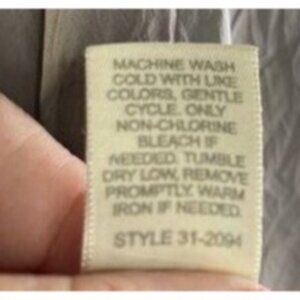 MACHINE WASH
COLD WITH LIKE
COLORS, GENTLE
CYCLE. ONLY
NON-CHLORINE
BLEACH IF
NEEDED. TUMBLE
DRY LOW, REMOVE
PROMPTLY. WARM
IRON IF NEEDED.
STYLE 31-2094